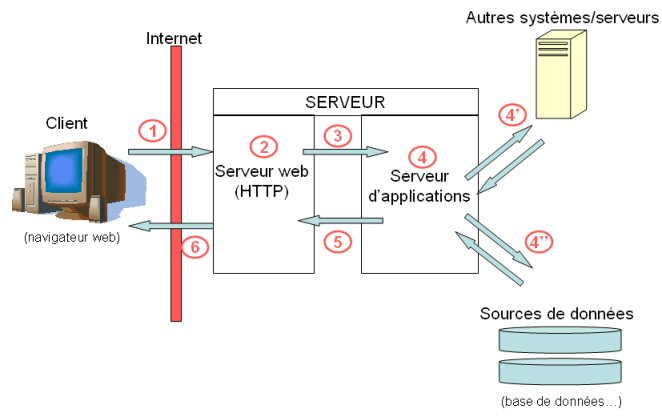 Autres systèmes/serveurs
Internet
SERVEUR
Client
1
2
3
4
4'
Serveur web
(HTTP)
Serveur
d'applications
(navigateur web)
6
5
4''
Sources de données
(base de données...)